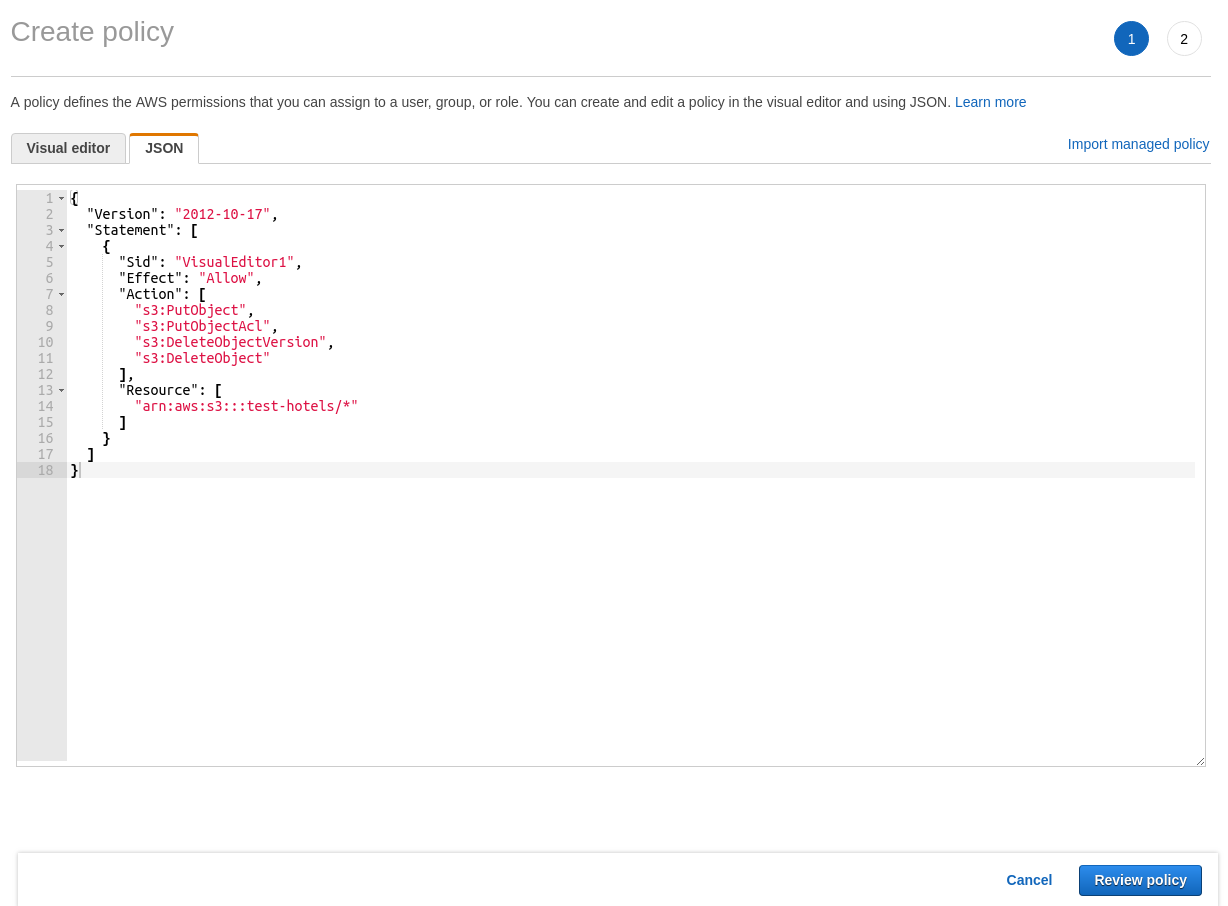 Create policy
1 2
A policy defines the AWS permissions that you can assign to a user, group, or role. You can create and edit a policy in the visual editor and using JSON. Learn more
Visual editor JSON Import managed policy
1 {
2 "Version": "2012-10-17",
3 "Statement": [
4 {
5 "Sid": "VisualEditor1",
6 "Effect": "Allow",
7 "Action": [
8 "s3:PutObject",
9 "s3:PutObjectAcl",
10 "s3:DeleteObjectVersion",
11 "s3:DeleteObject"
12 ],
13 "Resource": [
14 "arn:aws:s3:::test-hotels/*"
15 ]
16 }
17 ]
18 }
Cancel Review policy